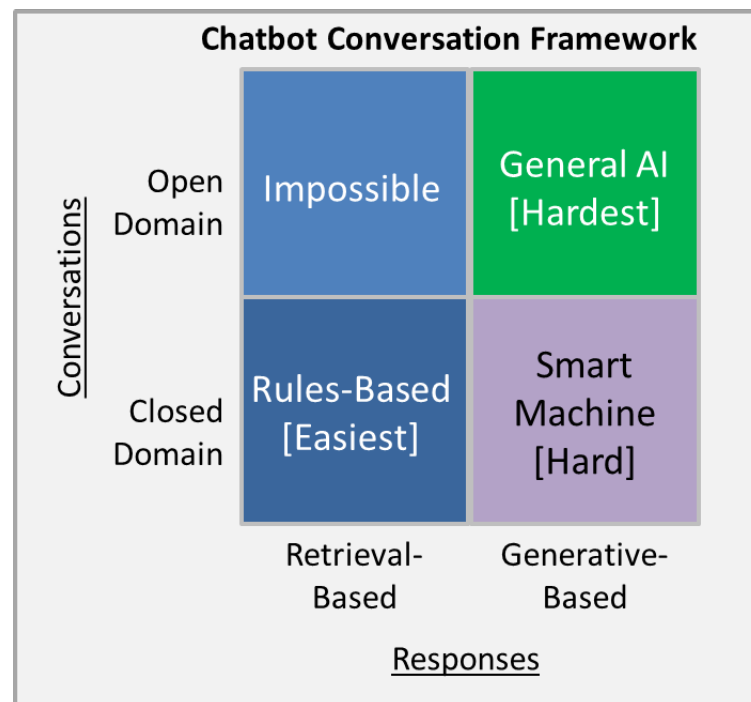 Chatbot Conversation Framework
Conversations
Open
Domain
Impossible
General AI
[Hardest]
Closed
Domain
Rules-Based
[Easiest]
Smart
Machine
[Hard]
Retrieval-
Based
Generative-
Based
Responses